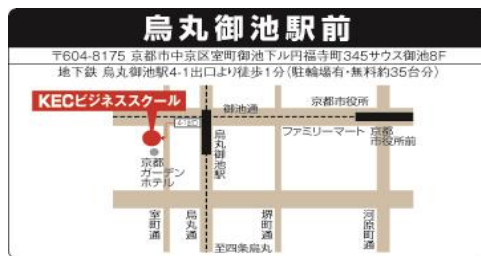 烏丸御池駅前
〒604-8175 京都市中京区室町御池下ル円福寺町345サウス御池8F
地下鉄 烏丸御池駅4-1出口より徒歩1分(駐輪場有・無料約35台分)
KECビジネススクール
御池通
京都市役所
4-1出口
烏丸御池駅
ファミリーマート
京都
市役所前
京都
ガーデン
ホテル
室町通
烏丸通
堺町通
河原町通
至四条烏丸